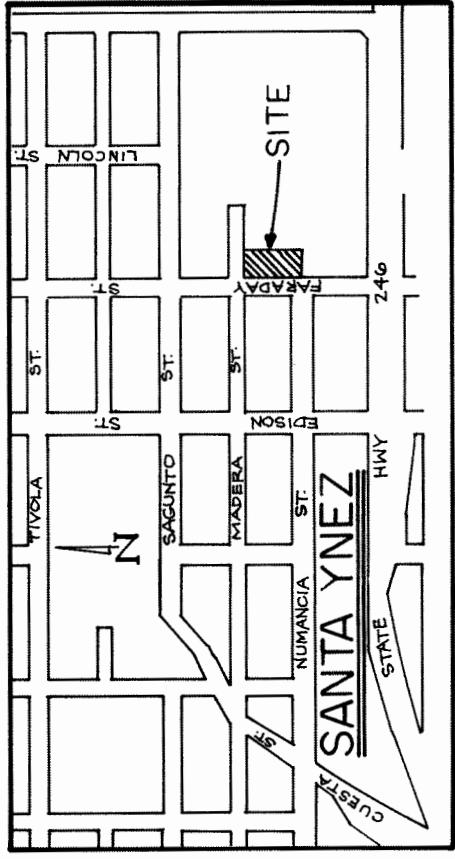 LINCOLN ST.
SITE
FARADAY ST.
EDISON ST.
TIVOLA ST.
SAGUNTO ST.
MADERA ST.
NUMANCIA ST.
CUESTA ST.
STATE HWY 246
SANTA YNEZ
N